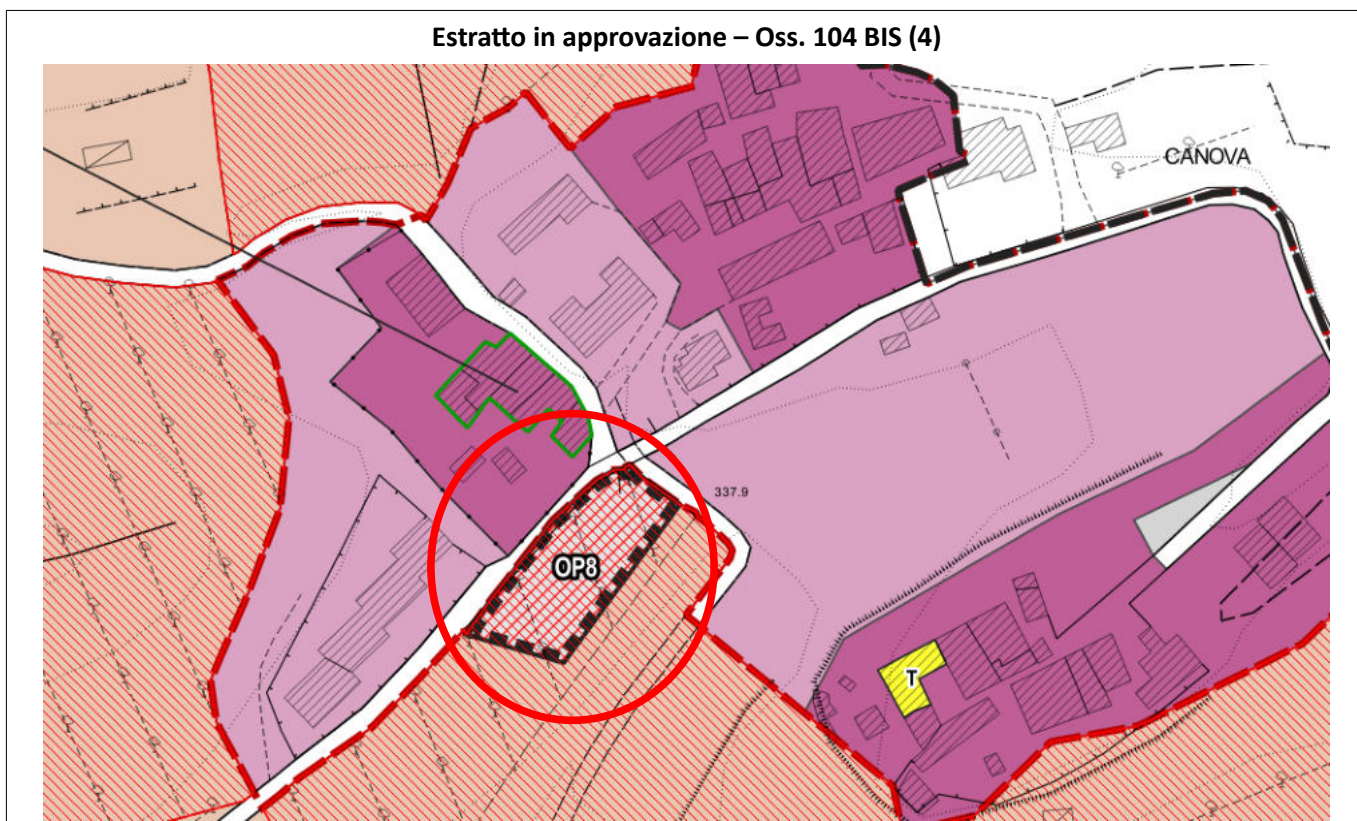 Estratto in approvazione – Oss. 104 BIS (4)
CANOVA
337.9
OP8
T